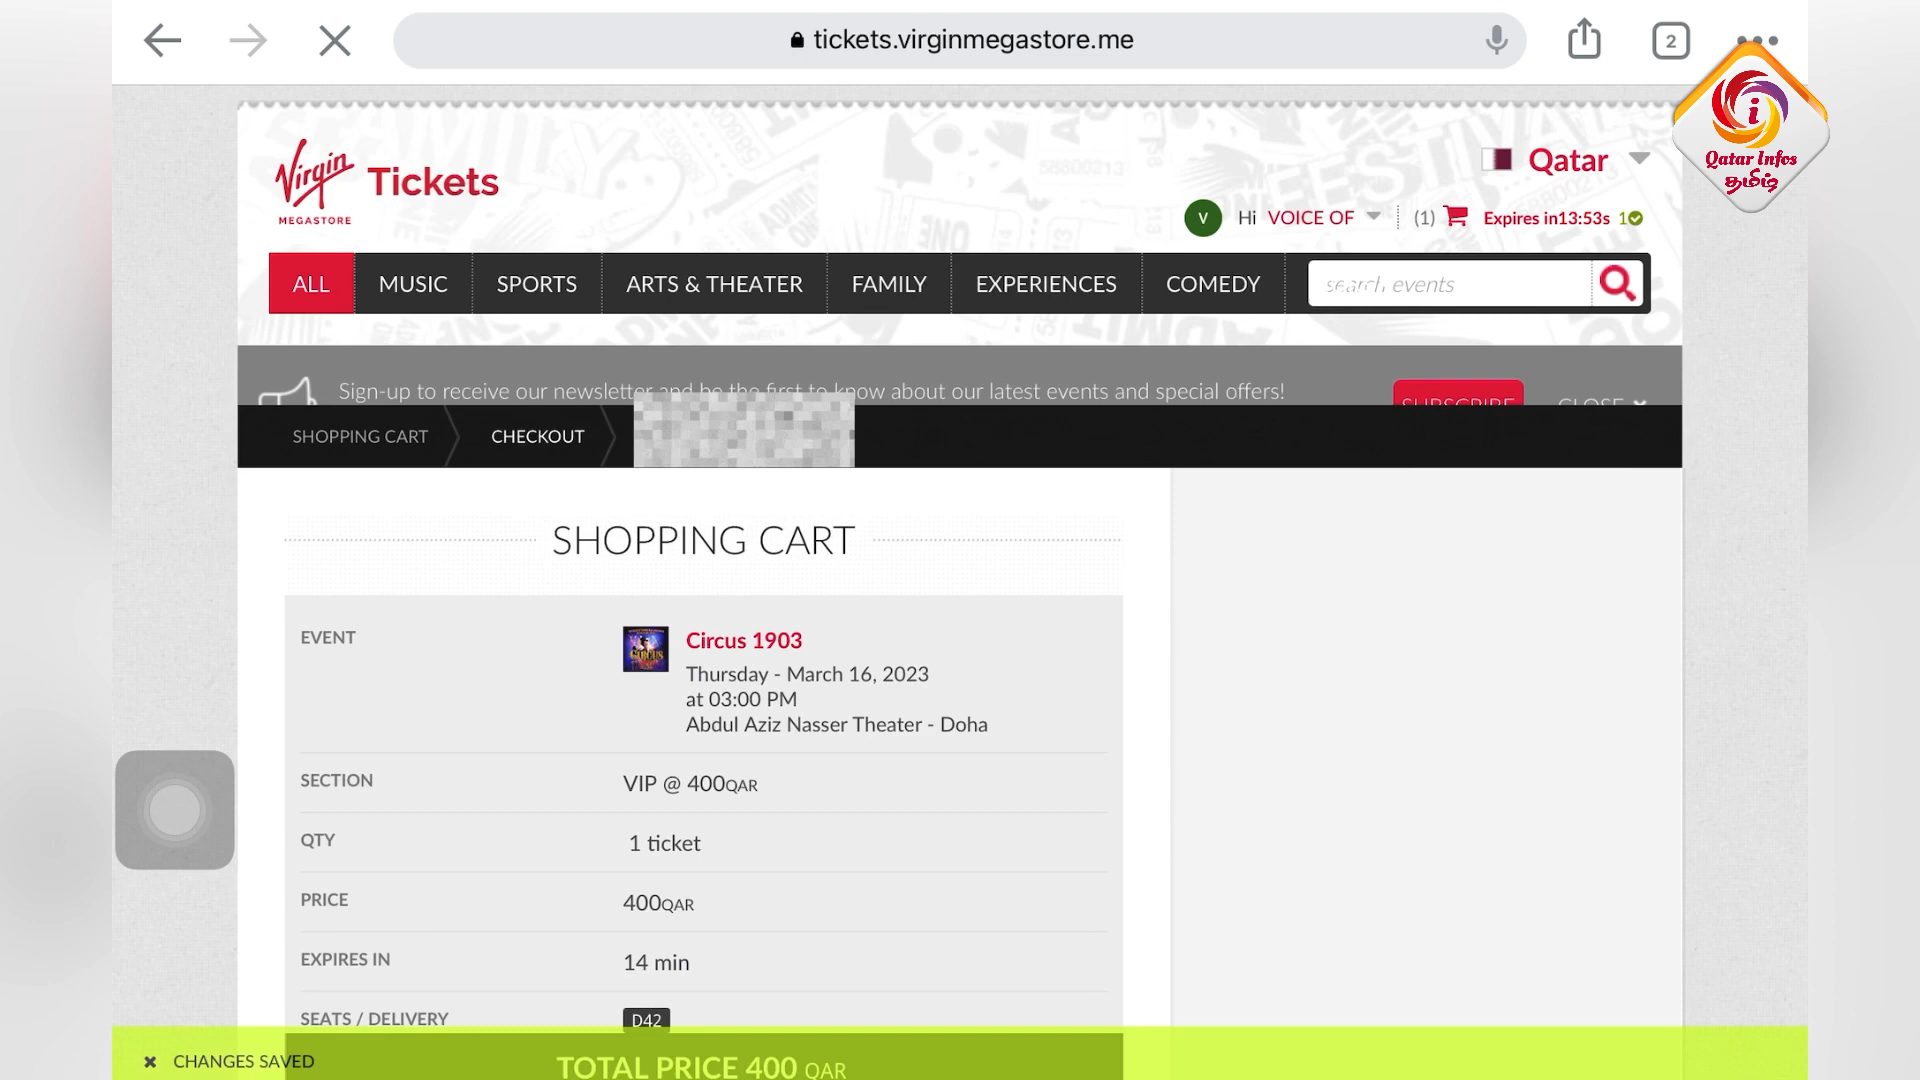 tickets.virginmegastore.me
2
Qatar Infos
தமிழ்
Virgin
MEGASTORE
Tickets
Qatar
V Hi VOICE OF (1) Expires in13:53s 1
ALL MUSIC SPORTS ARTS & THEATER FAMILY EXPERIENCES COMEDY search events
Sign-up to receive our newsletter and be the first to know about our latest events and special offers! SUBSCRIBE CLOSE
SHOPPING CART CHECKOUT
SHOPPING CART
EVENT
Circus 1903
Thursday - March 16, 2023
at 03:00 PM
Abdul Aziz Nasser Theater - Doha
SECTION VIP @ 400QAR
QTY 1 ticket
PRICE 400QAR
EXPIRES IN 14 min
SEATS / DELIVERY D42
CHANGES SAVED
TOTAL PRICE 400 QAR